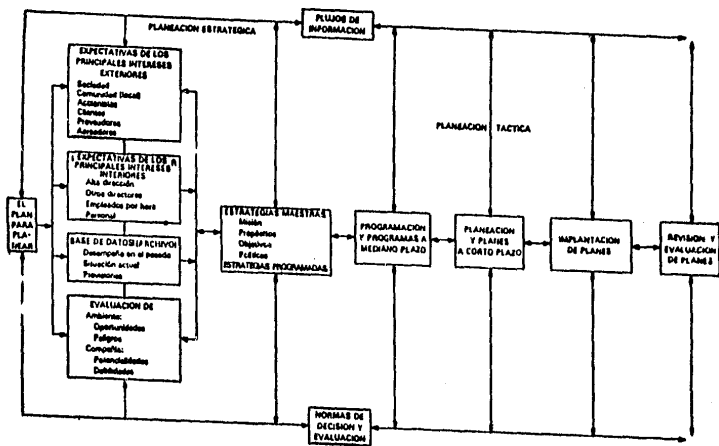 PLANEACION ESTRATEGICA
FLUJOS DE
INFORMACION
EXPECTATIVAS DE LOS
PRINCIPALES INTERESES
EXTERIORES
Sociedad
Comunidad (local)
Accionistas
Clientes
Proveedores
Acreedores
PLANEACION TACTICA
EXPECTATIVAS DE LOS
PRINCIPALES INTERESES
INTERIORES
Alta dirección
Otros directores
Empleados por hora
Personal
EL
PLAN
PARA
PLA-
NEAR
ESTRATEGIAS MAESTRAS
Misión
Propósitos
Objetivos
Políticas
ESTRATEGIAS PROGRAMADAS
PROGRAMACION
Y PROGRAMAS A
MEDIANO PLAZO
PLANEACION
Y PLANES
A CORTO PLAZO
IMPLANTACION
DE PLANES
REVISION Y
EVALUACION
DE PLANES
BASE DE DATOS (ARCHIVO)
Desempeño en el pasado
Situación actual
Previsiones
EVALUACION DE
Ambiente:
Oportunidades
Peligros
Compañía:
Potencialidades
Debilidades
NORMAS DE
DECISION Y
EVALUACION